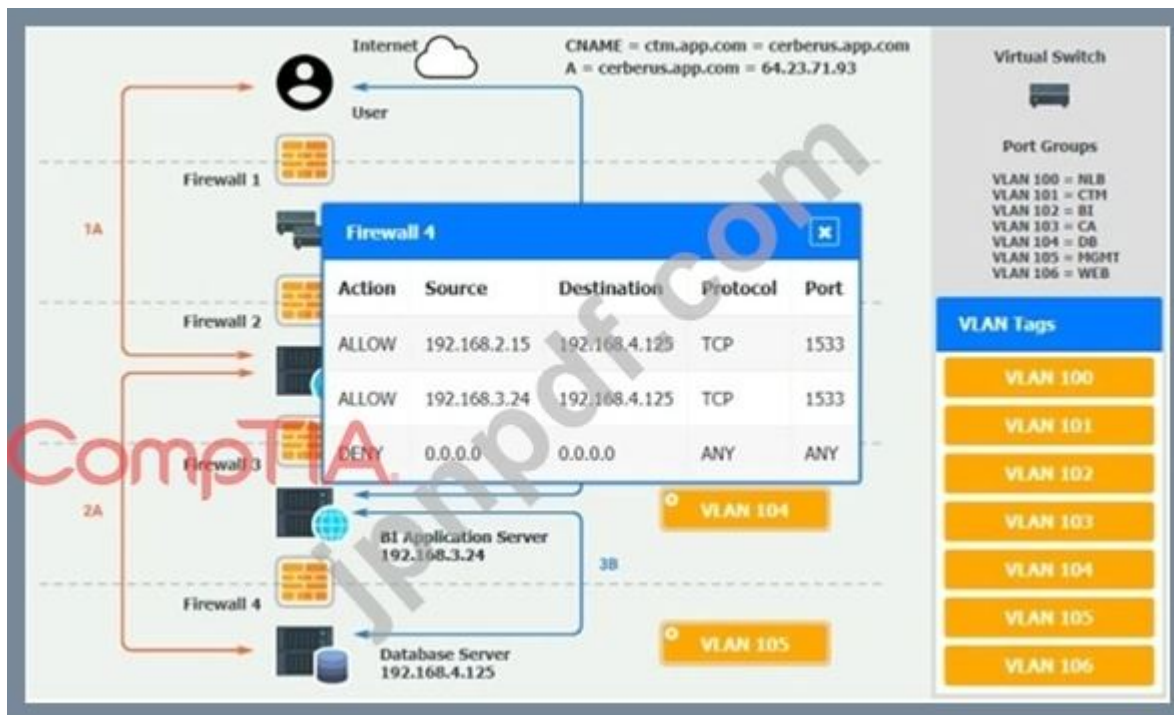 Internet
CNAME = ctm.app.com = cerberus.app.com
A = cerberus.app.com = 64.23.71.93
User
Firewall 1
1A
Firewall 2
Firewall 3
2A
BI Application Server
192.168.3.24
3B
Firewall 4
Database Server
192.168.4.125
VLAN 104
VLAN 105
Firewall 4
Action Source Destination Protocol Port
ALLOW 192.168.2.15 192.168.4.125 TCP 1533
ALLOW 192.168.3.24 192.168.4.125 TCP 1533
DENY 0.0.0.0 0.0.0.0 ANY ANY
Virtual Switch
Port Groups
VLAN 100 = NLB
VLAN 101 = CTM
VLAN 102 = BI
VLAN 103 = CA
VLAN 104 = DB
VLAN 105 = MGMT
VLAN 106 = WEB
VLAN Tags
VLAN 100
VLAN 101
VLAN 102
VLAN 103
VLAN 104
VLAN 105
VLAN 106
CompTIA.
jpnpdf.com